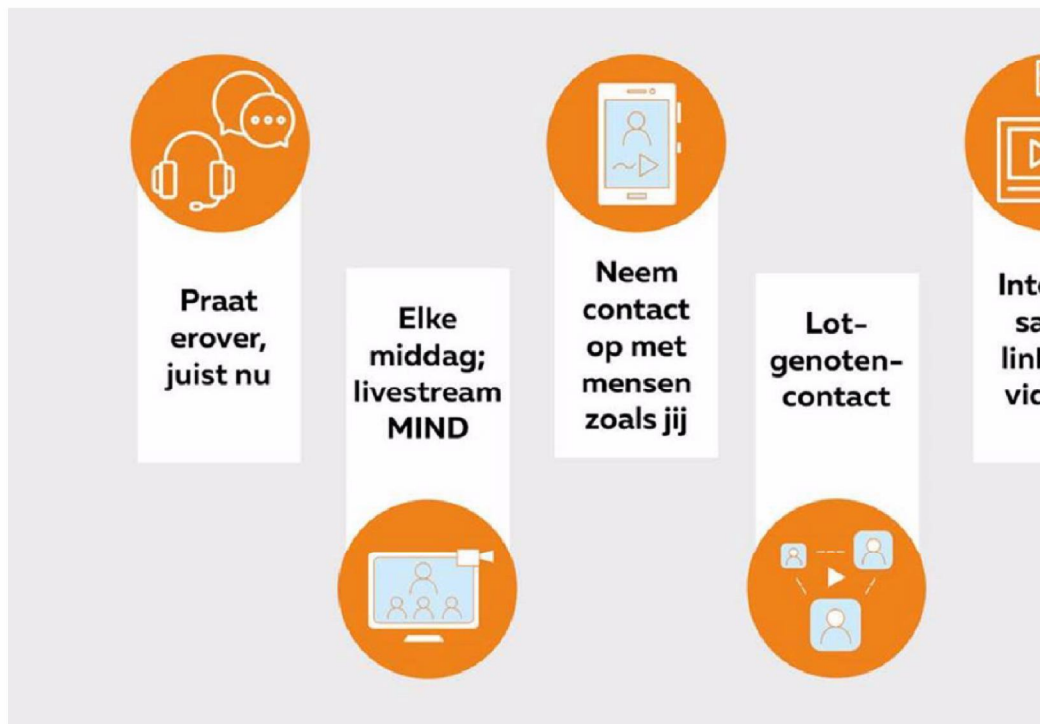 Praat
erover,
juist nu
Elke
middag;
livestream
MIND
Neem
contact
op met
mensen
zoals jij
Lot-
genoten-
contact